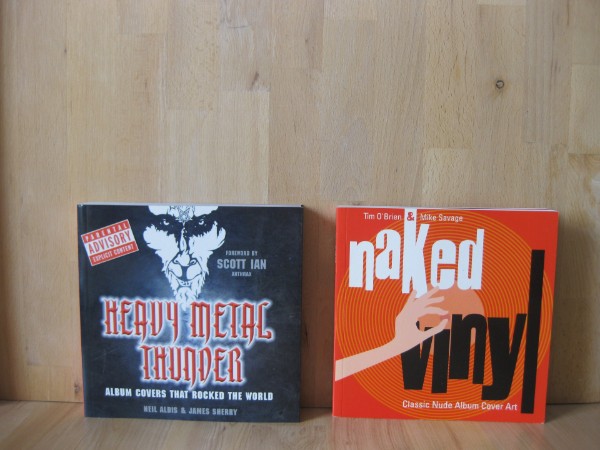 PARENTAL
ADVISORY
EXPLICIT CONTENT
FOREWORD BY
SCOTT IAN
ANTHRAX
HEAVY METAL
THUNDER
ALBUM COVERS THAT ROCKED THE WORLD
NEIL ALDIS & JAMES SHERRY
Tim O'Brien & Mike Savage
naked
vinyl
Classic Nude Album Cover Art